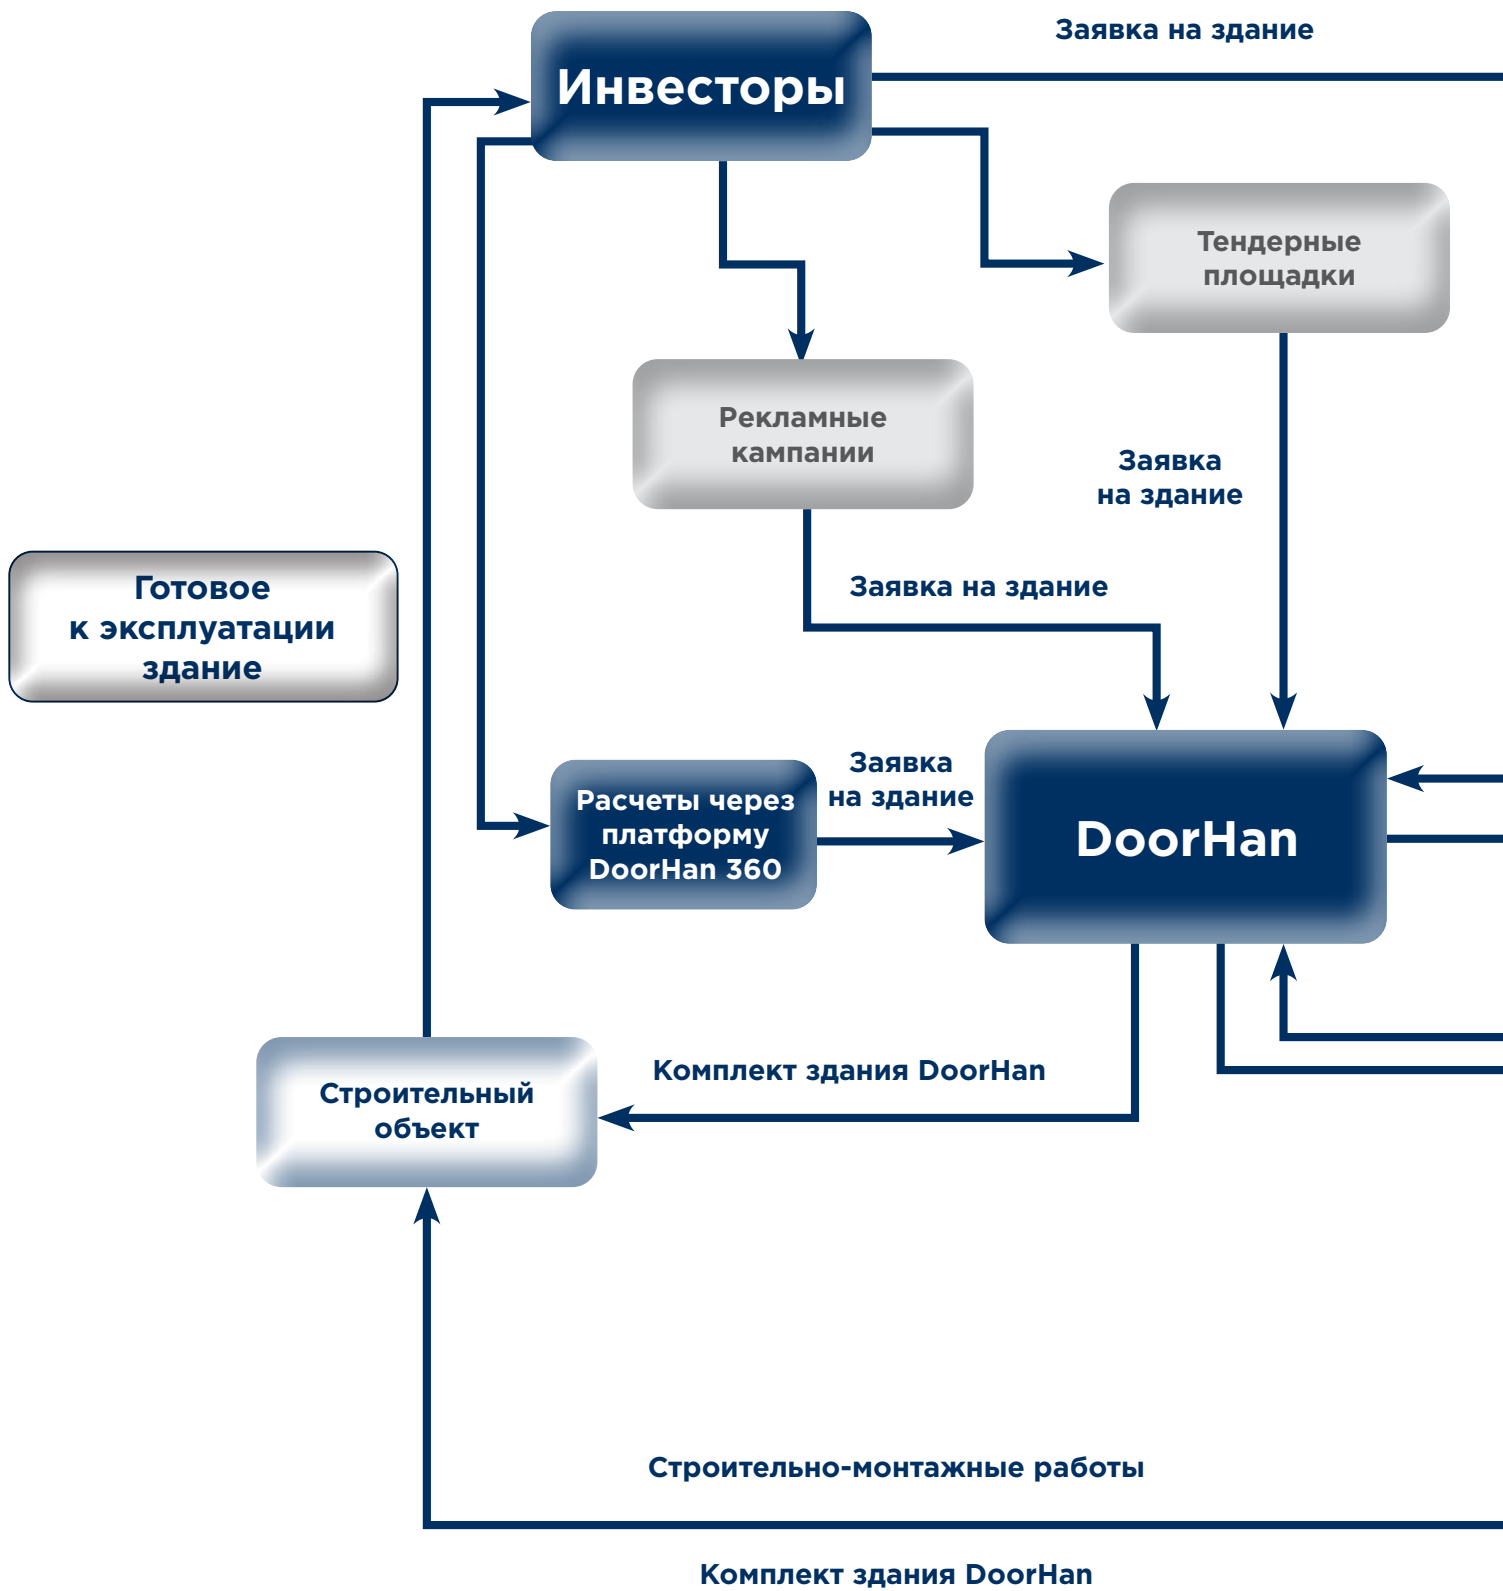 Заявка на здание
Инвесторы
Тендерные
площадки
Рекламные
кампании
Заявка
на здание
Готовое
к эксплуатации
здание
Заявка на здание
Расчеты через
платформу
DoorHan 360
Заявка
на здание
DoorHan
Строительный
объект
Комплект здания DoorHan
Строительно-монтажные работы
Комплект здания DoorHan